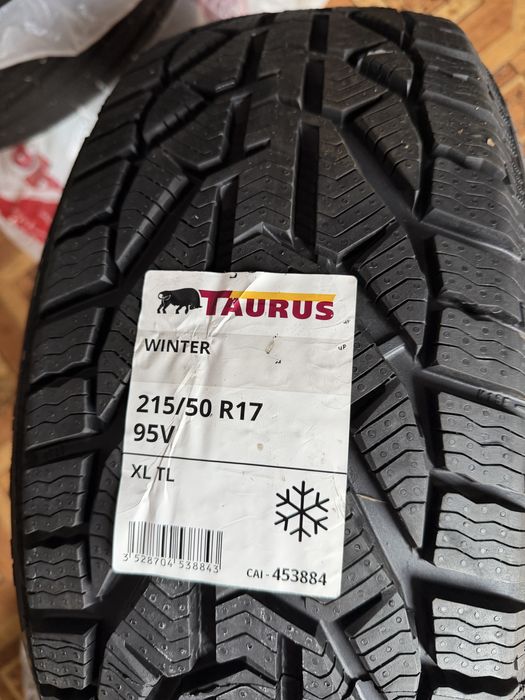 TAURUS
WINTER
215/50 R17
95V
XL TL
3 528704 538843
CAI - 453884